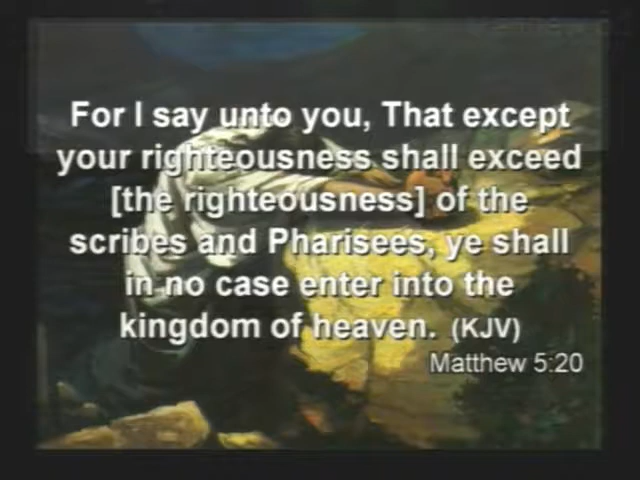 For I say unto you, That except
your righteousness shall exceed
[the righteousness] of the
scribes and Pharisees, ye shall
in no case enter into the
kingdom of heaven. (KJV)
Matthew 5:20